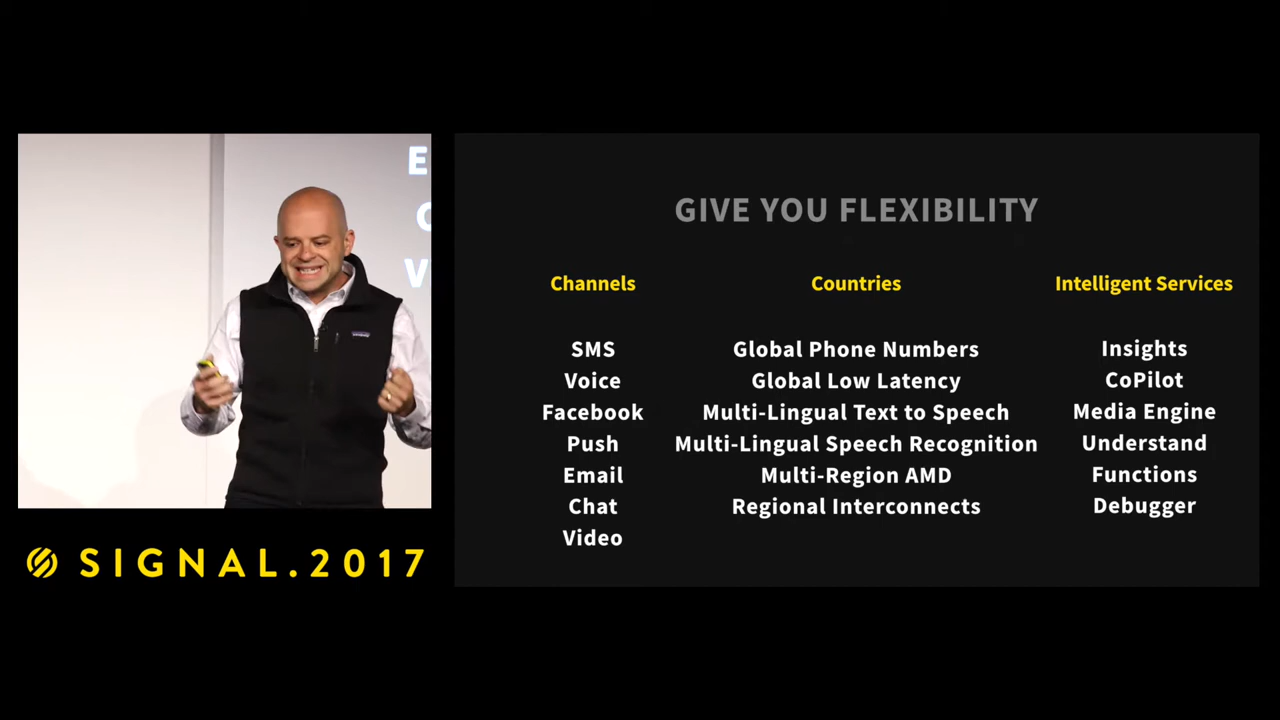 E
C
V
SIGNAL.2017
GIVE YOU FLEXIBILITY
Channels
SMS
Voice
Facebook
Push
Email
Chat
Video
Countries
Global Phone Numbers
Global Low Latency
Multi-Lingual Text to Speech
Multi-Lingual Speech Recognition
Multi-Region AMD
Regional Interconnects
Intelligent Services
Insights
CoPilot
Media Engine
Understand
Functions
Debugger